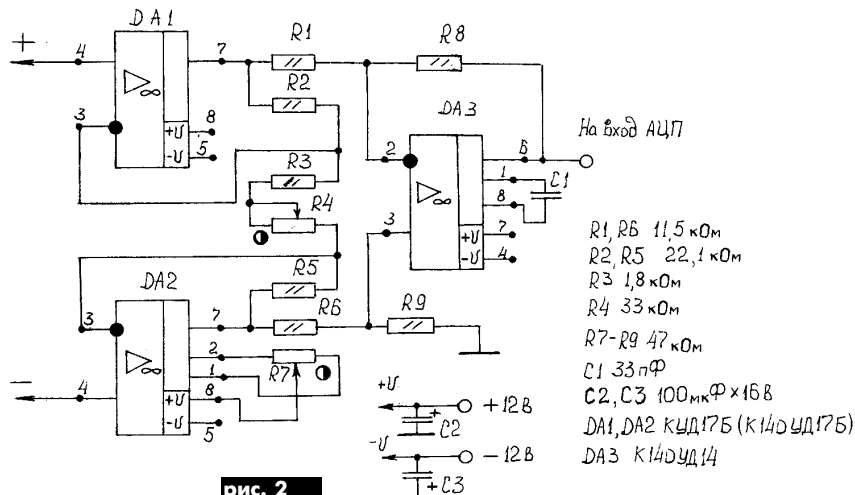 DA1
+ 4
7
R1
R8
R2
DA3
3
+U 8
-U 5
На вход АЦП
2
6
1
8
C1
R3
R4
3
+U 7
-U 4
R5
DA2
R6
R9
3
7
2
1
R7
+U 8
-U 5
- 4
R1, R6 11,5 кОм
R2, R5 22,1 кОм
R3 1,8 кОм
R4 33 кОм
R7-R9 47 кОм
C1 33 пФ
C2, C3 100 мкФ × 16 В
DA1, DA2 КУД17Б (К140УД17Б)
DA3 К140УД14
+U +12В
C2
-U -12В
C3
рис. 2